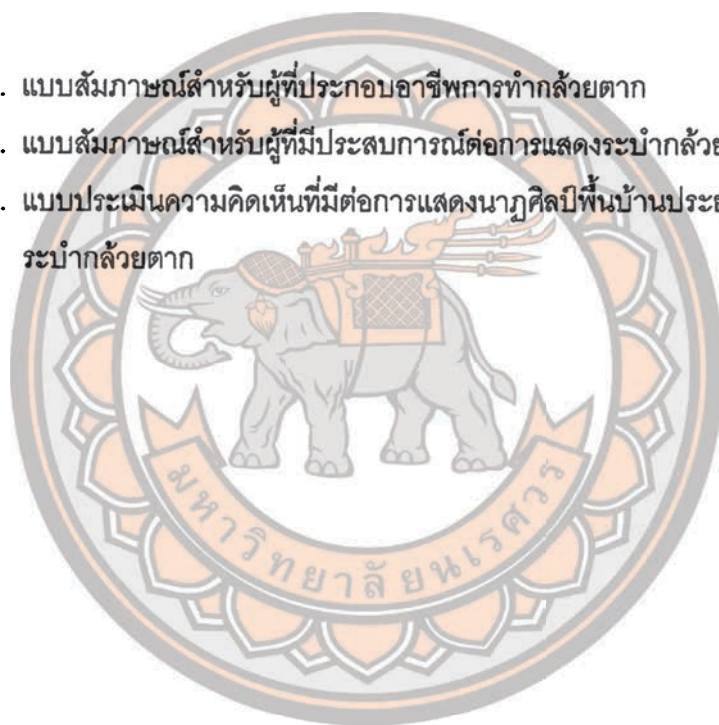 . แบบสัมภาษณ์สำหรับผู้ที่ประกอบอาชีพการทำกล้วยตาก
. แบบสัมภาษณ์สำหรับผู้ที่มีประสบการณ์ต่อการแสดงระบำกล้วย
. แบบประเมินความคิดเห็นที่มีต่อการแสดงนาฏศิลป์พื้นบ้านประย
ระบำกล้วยตาก
มหาวิทยาลัยนเรศวร